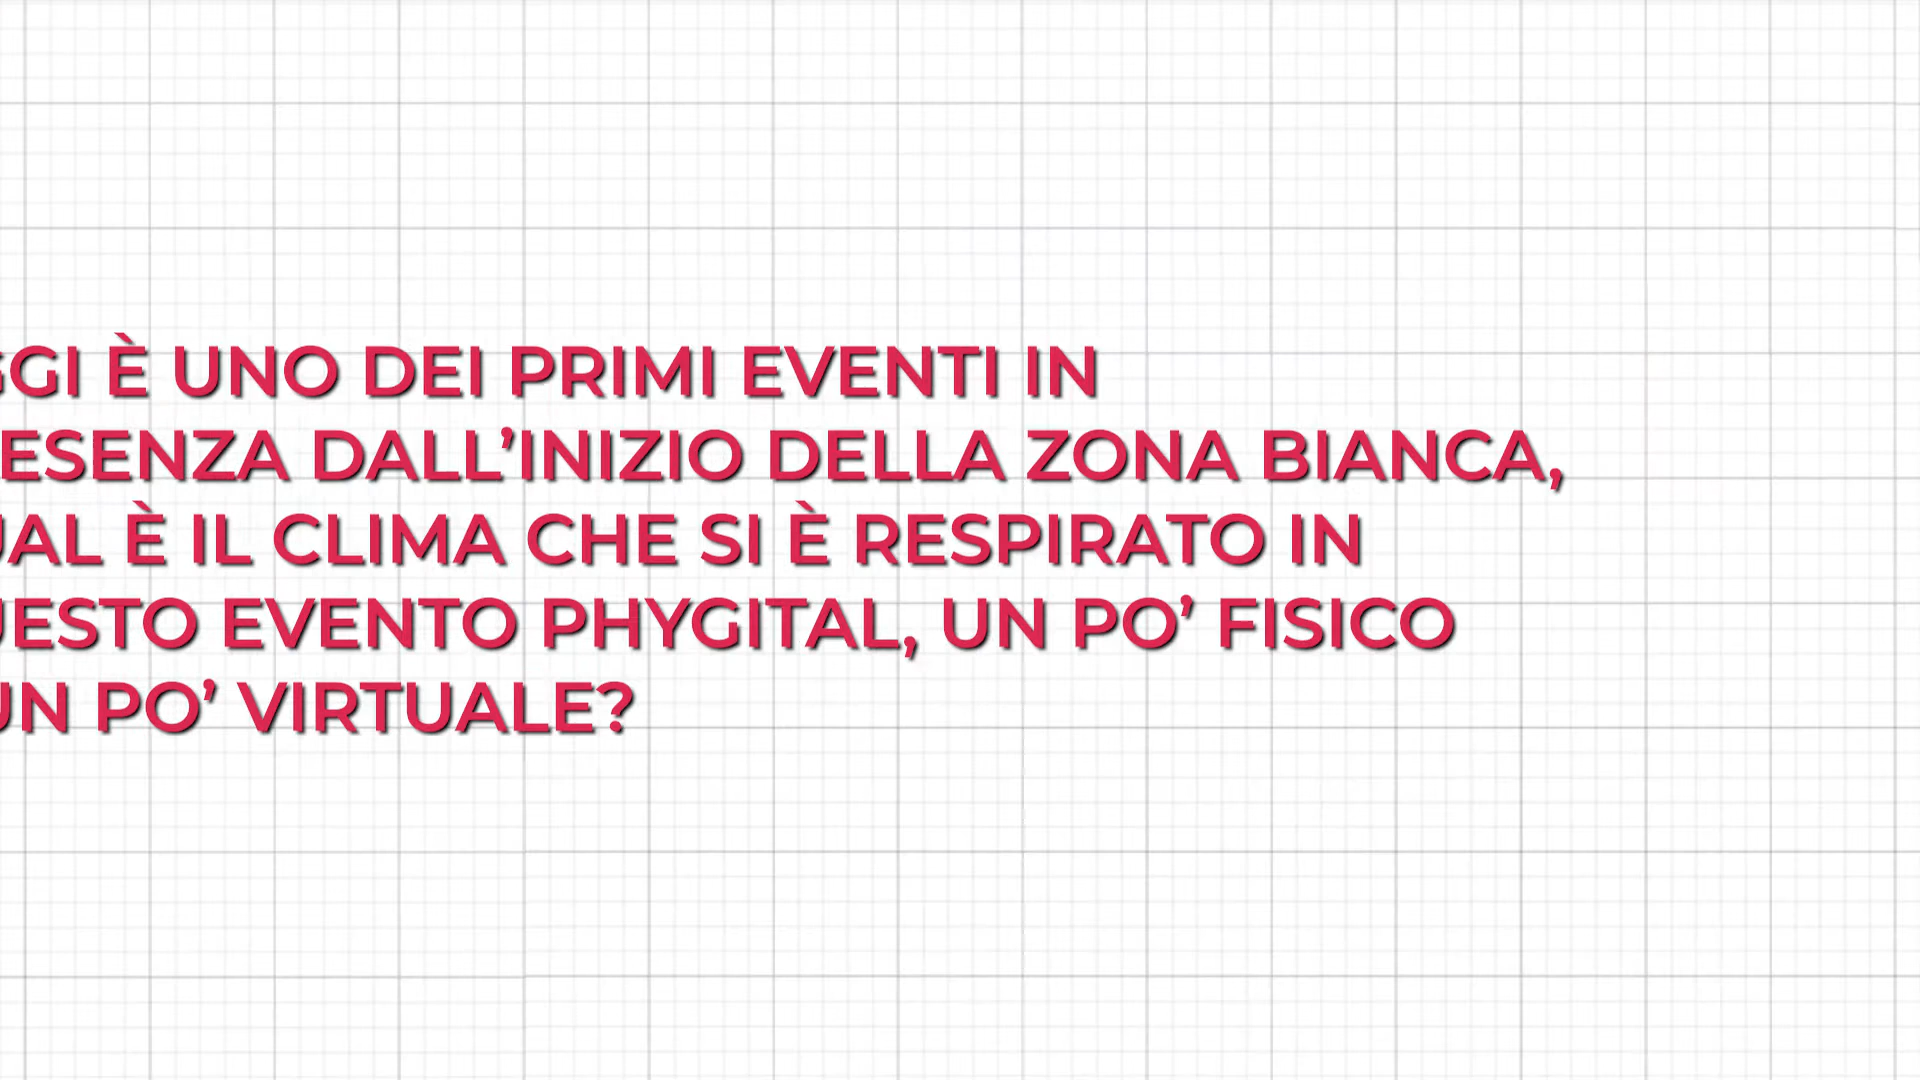 GGI È UNO DEI PRIMI EVENTI IN
ESENZA DALL’INIZIO DELLA ZONA BIANCA,
UAL È IL CLIMA CHE SI È RESPIRATO IN
UESTO EVENTO PHYGITAL, UN PO’ FISICO
UN PO’ VIRTUALE?